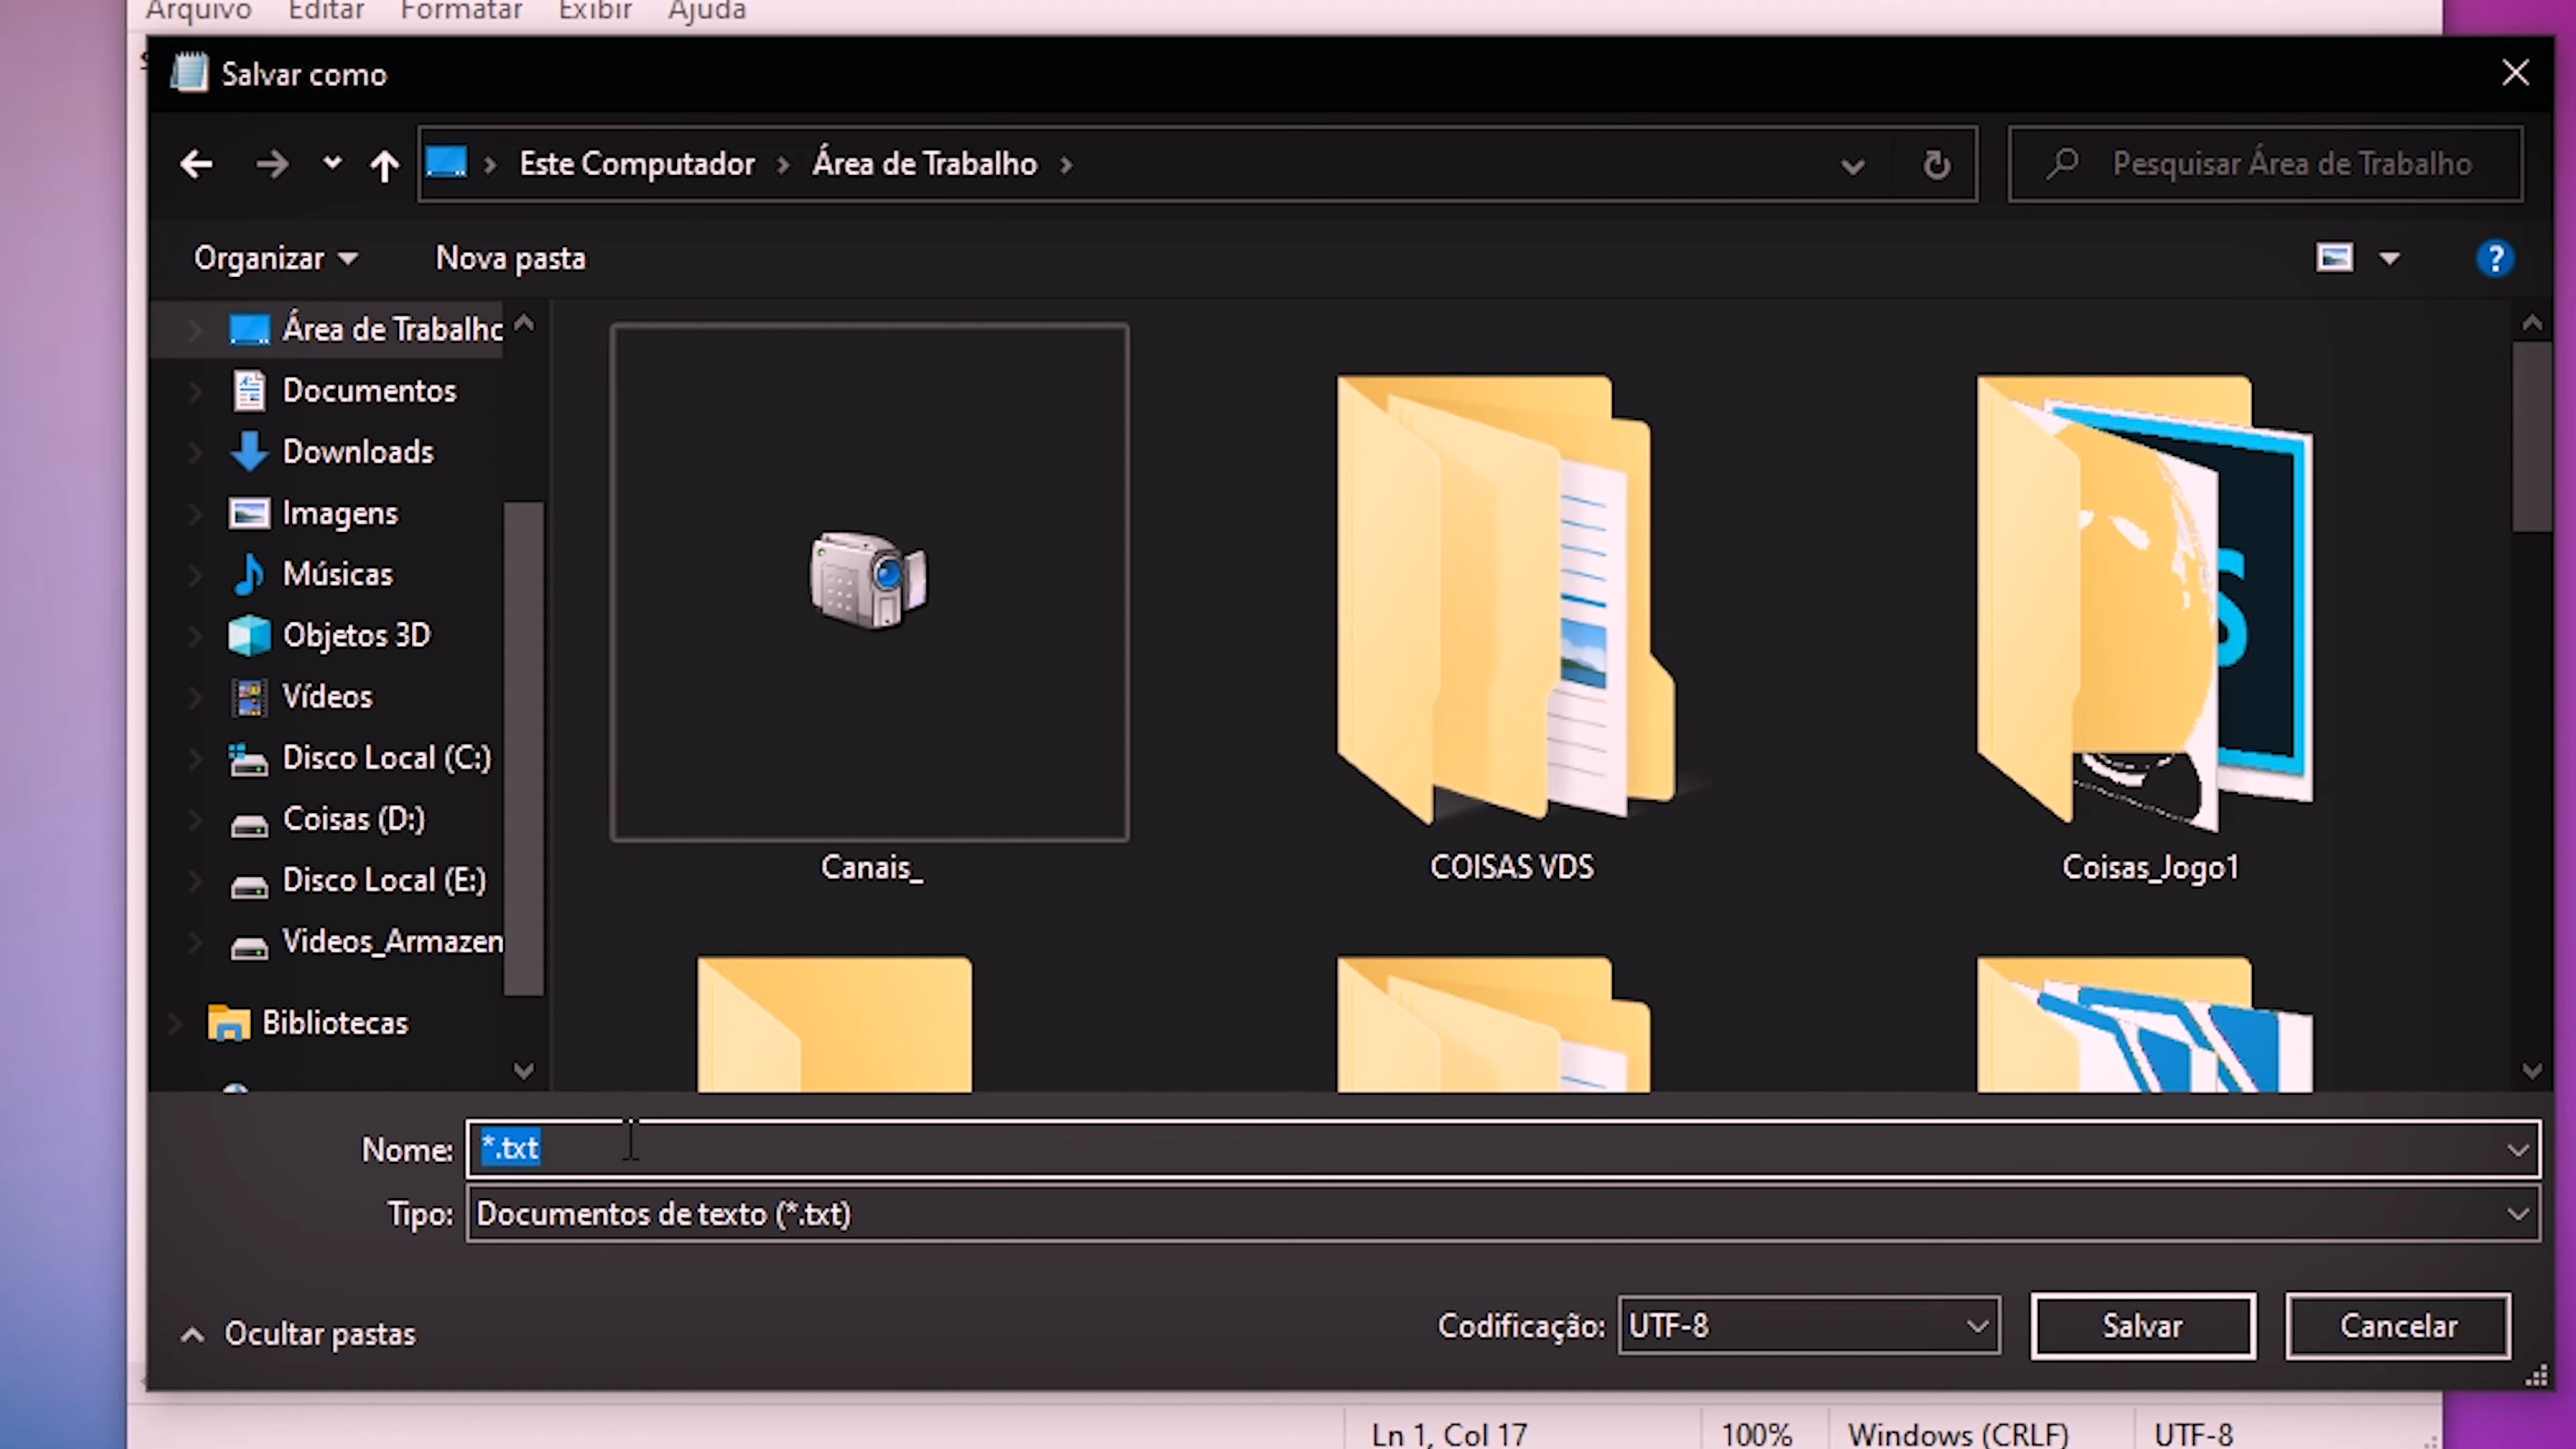 Arquivo Editar Formatar Exibir Ajuda
Salvar como
Este Computador Área de Trabalho
Pesquisar Área de Trabalho
Organizar Nova pasta
Área de Trabalho
Documentos
Downloads
Imagens
Músicas
Objetos 3D
Vídeos
Disco Local (C:)
Coisas (D:)
Disco Local (E:)
Videos_Armazen
Bibliotecas
Canais_
COISAS VDS
Coisas_Jogo1
Nome: *.txt
Tipo: Documentos de texto (*.txt)
Ocultar pastas
Codificação: UTF-8
Salvar
Cancelar
Ln 1, Col 17 100% Windows (CRLF) UTF-8